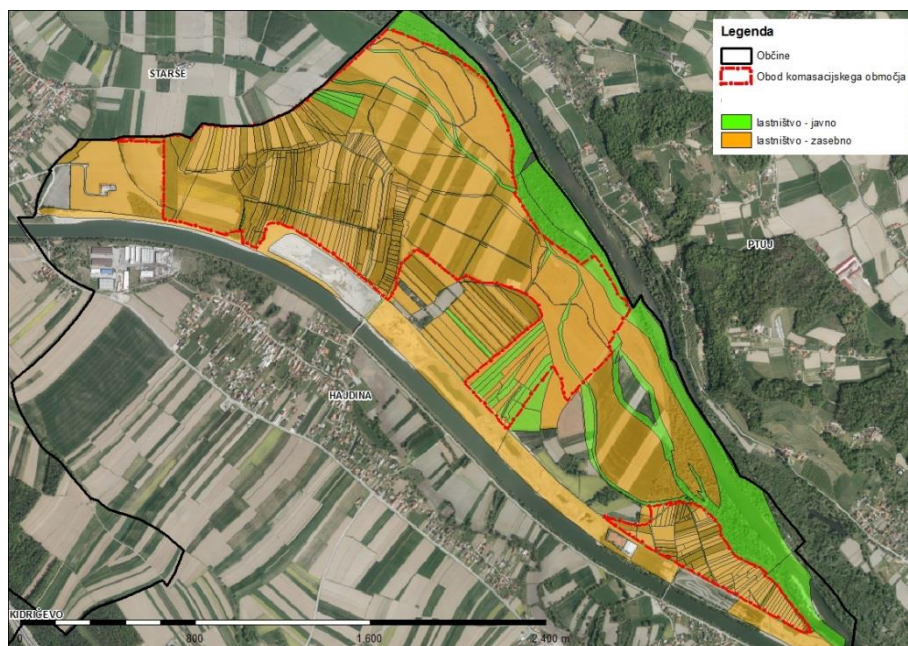 Legenda
Občine
Obod komasacijskega območja
lastništvo - javno
lastništvo - zasebno
STARŠE
PTUJ
HAJDINA
KIDRIČEVO
0 800 1.600 2.400 m